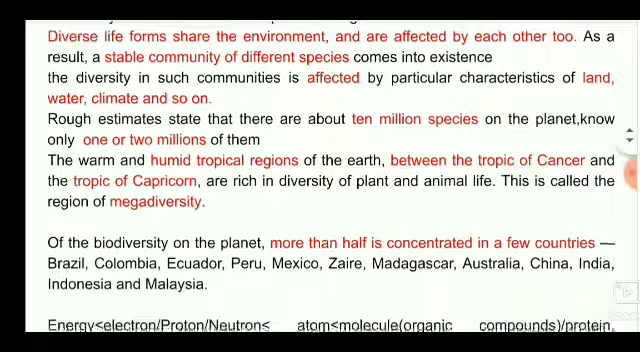 Diverse life forms share the environment, and are affected by each other too. As a
result, a stable community of different species comes into existence
the diversity in such communities is affected by particular characteristics of land,
water, climate and so on.
Rough estimates state that there are about ten million species on the planet,know
only one or two millions of them
The warm and humid tropical regions of the earth, between the tropic of Cancer and
the tropic of Capricorn, are rich in diversity of plant and animal life. This is called the
region of megadiversity.
Of the biodiversity on the planet, more than half is concentrated in a few countries —
Brazil, Colombia, Ecuador, Peru, Mexico, Zaire, Madagascar, Australia, China, India,
Indonesia and Malaysia.
Energy<electron/Proton/Neutron< atom<molecule(organic compounds)/protein,